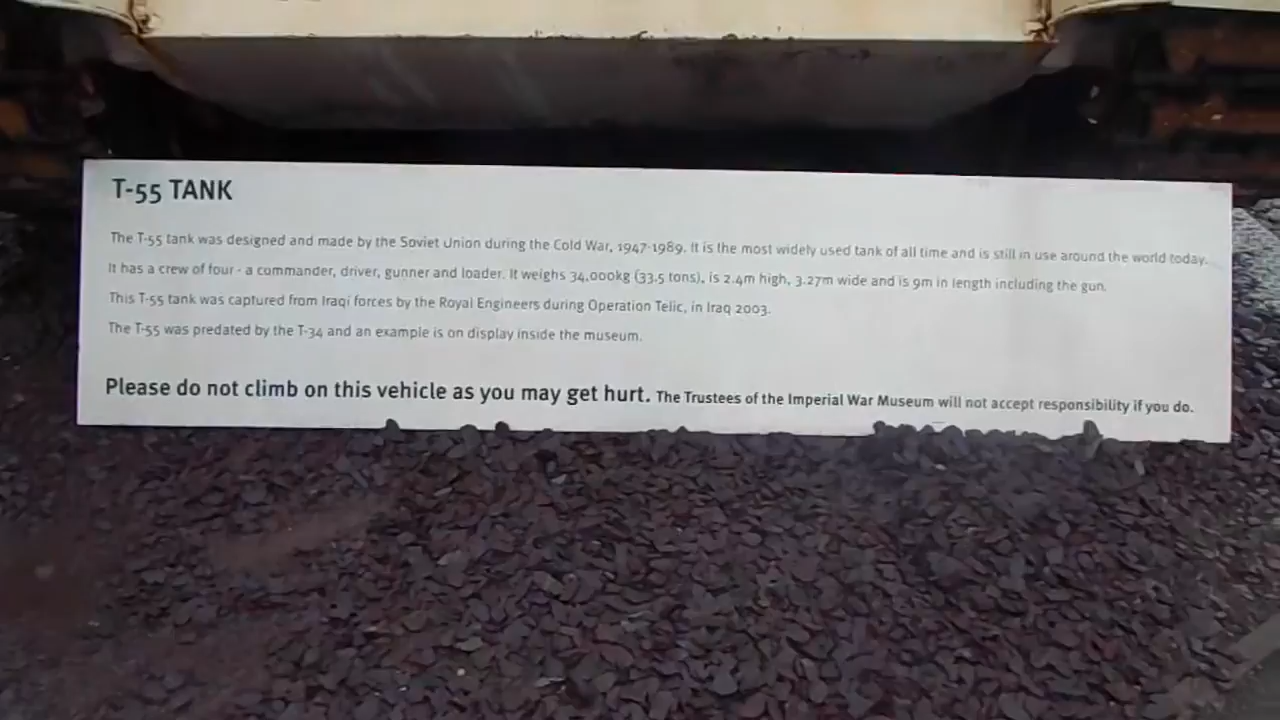 T-55 TANK
The T-55 tank was designed and made by the Soviet Union during the Cold War, 1947-1989. It is the most widely used tank of all time and is still in use around the world today.
It has a crew of four - a commander, driver, gunner and loader. It weighs 34,000kg (33.5 tons), is 2.4m high, 3.27m wide and is 9m in length including the gun.
This T-55 tank was captured from Iraqi forces by the Royal Engineers during Operation Telic, in Iraq 2003.
The T-55 was predated by the T-34 and an example is on display inside the museum.
Please do not climb on this vehicle as you may get hurt. The Trustees of the Imperial War Museum will not accept responsibility if you do.